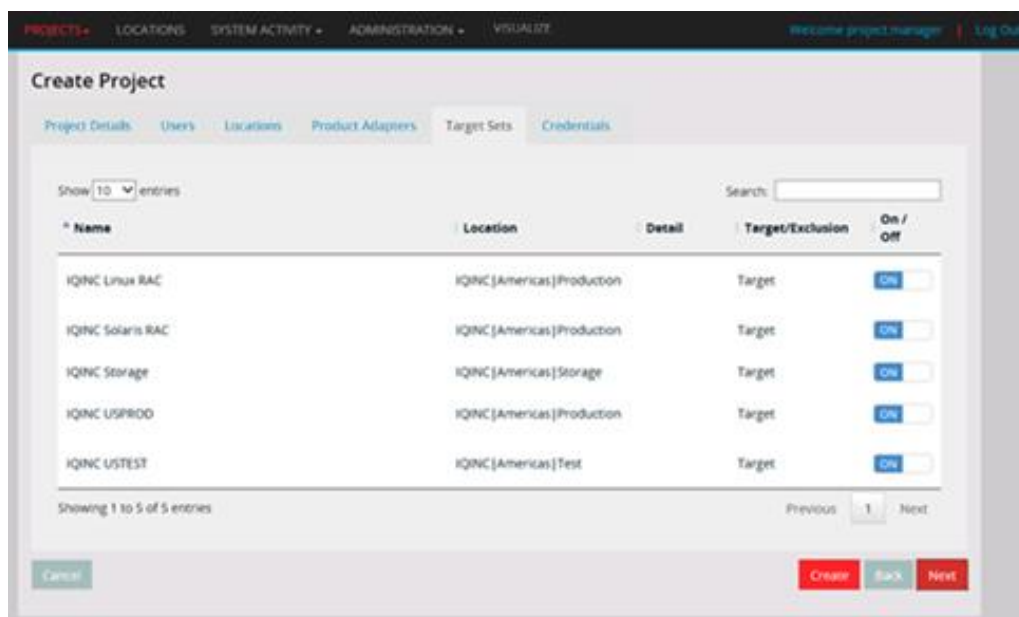 PROJECTS LOCATIONS SYSTEM ACTIVITY ADMINISTRATION VISUALIZE Welcome project.manager | Log Out
Create Project
Project Details Users Locations Product Adapters Target Sets Credentials
Show 10 entries Search:
Name Location Detail Target/Exclusion On / Off
IQINC Linux RAC IQINC|Americas|Production Target ON
IQINC Solaris RAC IQINC|Americas|Production Target ON
IQINC Storage IQINC|Americas|Storage Target ON
IQINC USPROD IQINC|Americas|Production Target ON
IQINC USTEST IQINC|Americas|Test Target ON
Showing 1 to 5 of 5 entries Previous 1 Next
Cancel Create Back Next